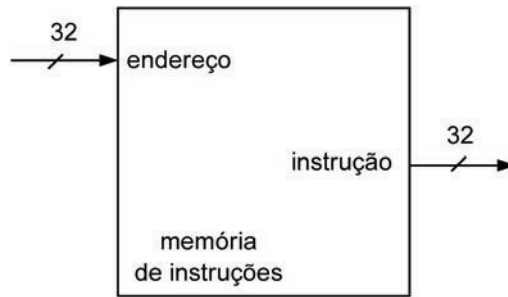 32
endereço
32
instrução
memória
de instruções